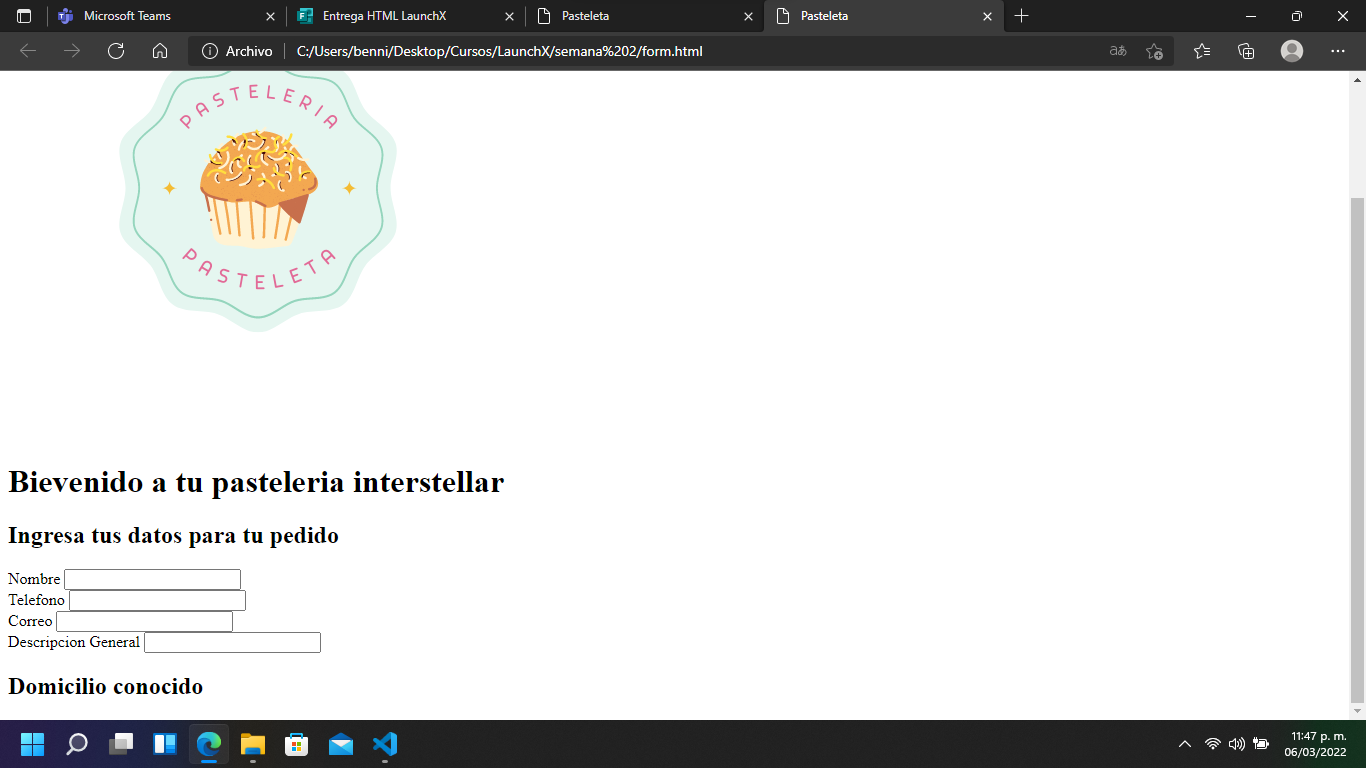 Microsoft Teams
Entrega HTML LaunchX
Pasteleta
Pasteleta
Archivo
C:/Users/benni/Desktop/Cursos/LaunchX/semana%202/form.html
aあ
PASTELERIA
PASTELETA
Bievenido a tu pasteleria interstellar
Ingresa tus datos para tu pedido
Nombre
Telefono
Correo
Descripcion General
Domicilio conocido
11:47 p. m.
06/03/2022